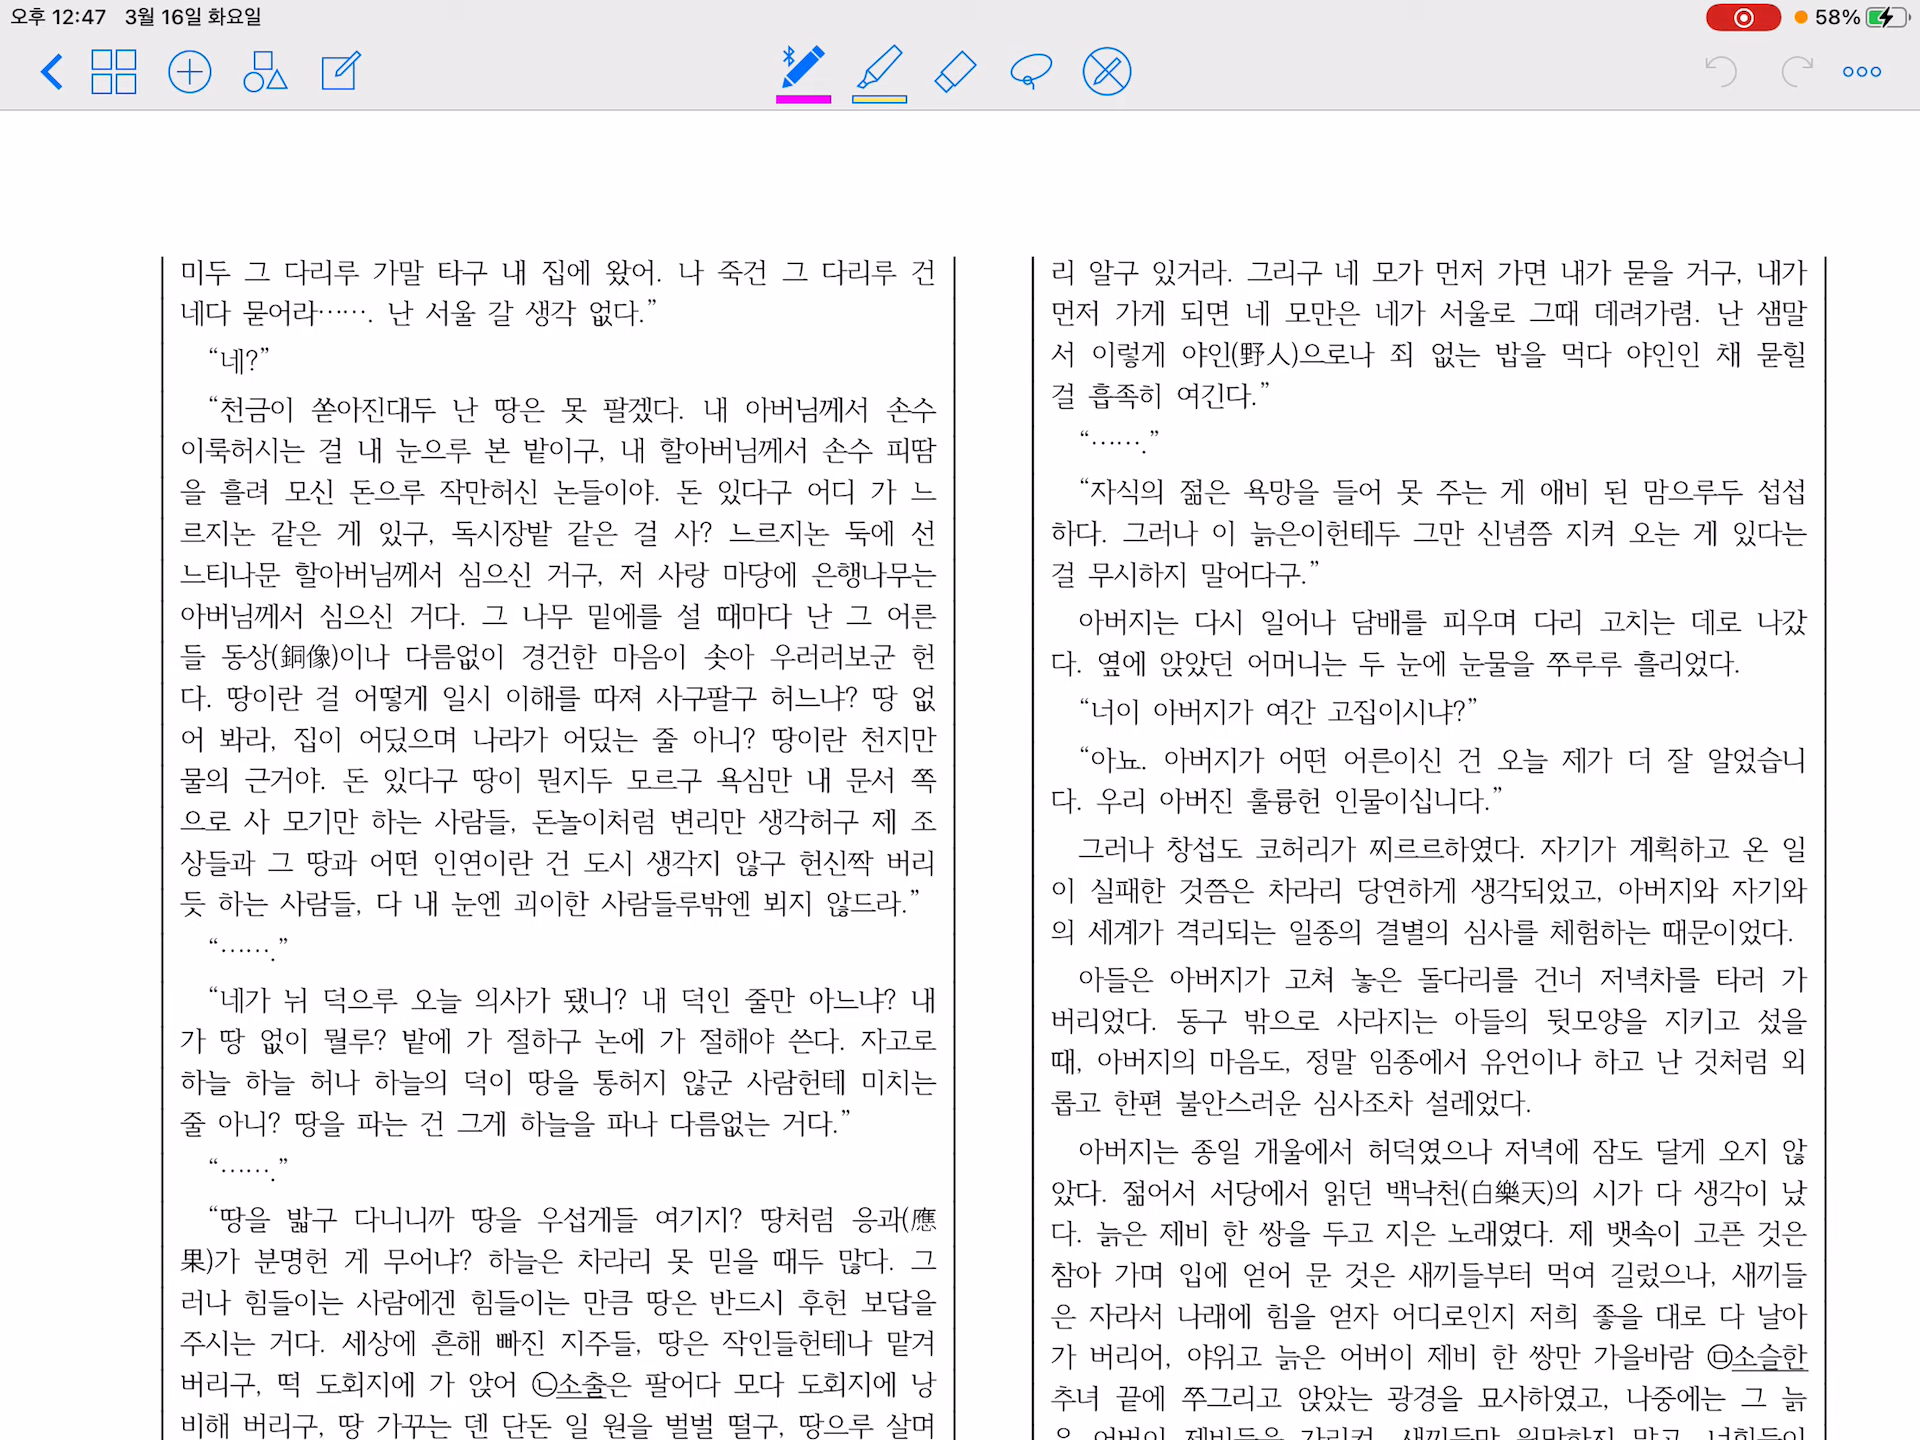 오후 12:47 3월 16일 화요일
58%
미두 그 다리루 가말 타구 내 집에 왔어. 나 죽건 그 다리루 건
네다 묻어라……. 난 서울 갈 생각 없다.”
“네?”
“천금이 쏟아진대두 난 땅은 못 팔겠다. 내 아버님께서 손수
이룩허시는 걸 내 눈으루 본 밭이구, 내 할아버님께서 손수 피땀
을 흘려 모신 돈으루 작만허신 논들이야. 돈 있다구 어디 가 느
르지논 같은 게 있구, 독시장밭 같은 걸 사? 느르지논 둑에 선
느티나문 할아버님께서 심으신 거구, 저 사랑 마당에 은행나무는
아버님께서 심으신 거다. 그 나무 밑에를 설 때마다 난 그 어른
들 동상(銅像)이나 다름없이 경건한 마음이 솟아 우러러보군 헌
다. 땅이란 걸 어떻게 일시 이해를 따져 사구팔구 허느냐? 땅 없
어 봐라, 집이 어딨으며 나라가 어딨는 줄 아니? 땅이란 천지만
물의 근거야. 돈 있다구 땅이 뭔지두 모르구 욕심만 내 문서 쪽
으로 사 모기만 하는 사람들, 돈놀이처럼 변리만 생각허구 제 조
상들과 그 땅과 어떤 인연이란 건 도시 생각지 않구 헌신짝 버리
듯 하는 사람들, 다 내 눈엔 괴이한 사람들루밖엔 뵈지 않드라.”
“…….”
“네가 뉘 덕으루 오늘 의사가 됐니? 내 덕인 줄만 아느냐? 내
가 땅 없이 뭘루? 밭에 가 절하구 논에 가 절해야 쓴다. 자고로
하늘 하늘 허나 하늘의 덕이 땅을 통허지 않군 사람헌테 미치는
줄 아니? 땅을 파는 건 그게 하늘을 파나 다름없는 거다.”
“…….”
“땅을 밟구 다니니까 땅을 우섭게들 여기지? 땅처럼 응과(應
果)가 분명헌 게 무어냐? 하늘은 차라리 못 믿을 때두 많다. 그
러나 힘들이는 사람에겐 힘들이는 만큼 땅은 반드시 후헌 보답을
주시는 거다. 세상에 흔해 빠진 지주들, 땅은 작인들헌테나 맡겨
버리구, 떡 도회지에 가 앉어 ㉡소출은 팔어다 모다 도회지에 낭
비해 버리구, 땅 가꾸는 덴 단돈 일 원을 벌벌 떨구, 땅으루 살며
리 알구 있거라. 그리구 네 모가 먼저 가면 내가 묻을 거구, 내가
먼저 가게 되면 네 모만은 네가 서울로 그때 데려가렴. 난 샘말
서 이렇게 야인(野人)으로나 죄 없는 밥을 먹다 야인인 채 묻힐
걸 흡족히 여긴다.”
“…….”
“자식의 젊은 욕망을 들어 못 주는 게 애비 된 맘으루두 섭섭
하다. 그러나 이 늙은이헌테두 그만 신념쯤 지켜 오는 게 있다는
걸 무시하지 말어다구.”
아버지는 다시 일어나 담배를 피우며 다리 고치는 데로 나갔
다. 옆에 앉았던 어머니는 두 눈에 눈물을 쭈루루 흘리었다.
“너이 아버지가 여간 고집이시냐?”
“아뇨. 아버지가 어떤 어른이신 건 오늘 제가 더 잘 알었습니
다. 우리 아버진 훌륭헌 인물이십니다.”
그러나 창섭도 코허리가 찌르르하였다. 자기가 계획하고 온 일
이 실패한 것쯤은 차라리 당연하게 생각되었고, 아버지와 자기와
의 세계가 격리되는 일종의 결별의 심사를 체험하는 때문이었다.
아들은 아버지가 고쳐 놓은 돌다리를 건너 저녁차를 타러 가
버리었다. 동구 밖으로 사라지는 아들의 뒷모양을 지키고 섰을
때, 아버지의 마음도, 정말 임종에서 유언이나 하고 난 것처럼 외
롭고 한편 불안스러운 심사조차 설레었다.
아버지는 종일 개울에서 허덕였으나 저녁에 잠도 달게 오지 않
았다. 젊어서 서당에서 읽던 백낙천(白樂天)의 시가 다 생각이 났
다. 늙은 제비 한 쌍을 두고 지은 노래였다. 제 뱃속이 고픈 것은
참아 가며 입에 얻어 문 것은 새끼들부터 먹여 길렀으나, 새끼들
은 자라서 나래에 힘을 얻자 어디로인지 저희 좋을 대로 다 날아
가 버리어, 야위고 늙은 어버이 제비 한 쌍만 가을바람 ㉤소슬한
추녀 끝에 쭈그리고 앉았는 광경을 묘사하였고, 나중에는 그 늙
은 어버이 제비들을 가리켜, 새끼들만 원망하지 말고, 너희들이